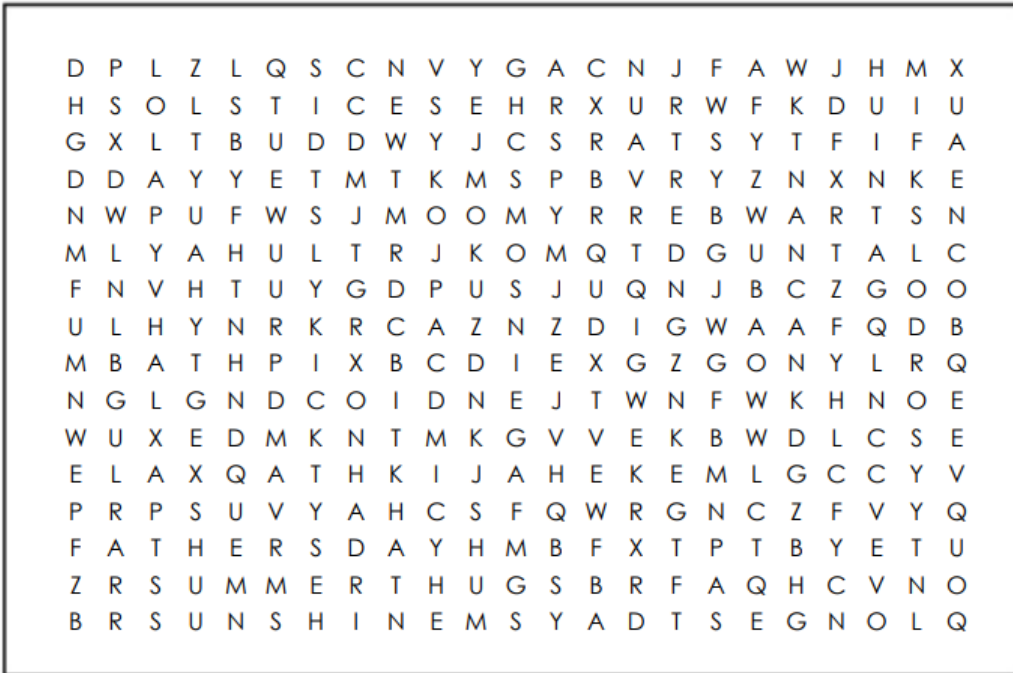 D P L Z L Q S C N V Y G A C N J F A W J H M X
H S O L S T I C E S E H R X U R W F K D U I U
G X L T B U D D W Y J C S R A T S Y T F I F A
D D A Y Y E T M T K M S P B V R Y Z N X N K E
N W P U F W S J M O O M Y R R E B W A R T S N
M L Y A H U L T R J K O M Q T D G U N T A L C
F N V H T U Y G D P U S J U Q N J B C Z G O O
U L H Y N R K R C A Z N Z D I G W A A F Q D B
M B A T H P I X B C D I E X G Z G O N Y L R Q
N G L G N D C O I D N E J T W N F W K H N O E
W U X E D M K N T M K G V V E K B W D L C S E
E L A X Q A T H K I J A H E K E M L G C C Y V
P R P S U V Y A H C S F Q W R G N C Z F V Y Q
F A T H E R S D A Y H M B F X T P T B Y E T U
Z R S U M M E R T H U G S B R F A Q H C V N O
B R S U N S H I N E M S Y A D T S E G N O L Q